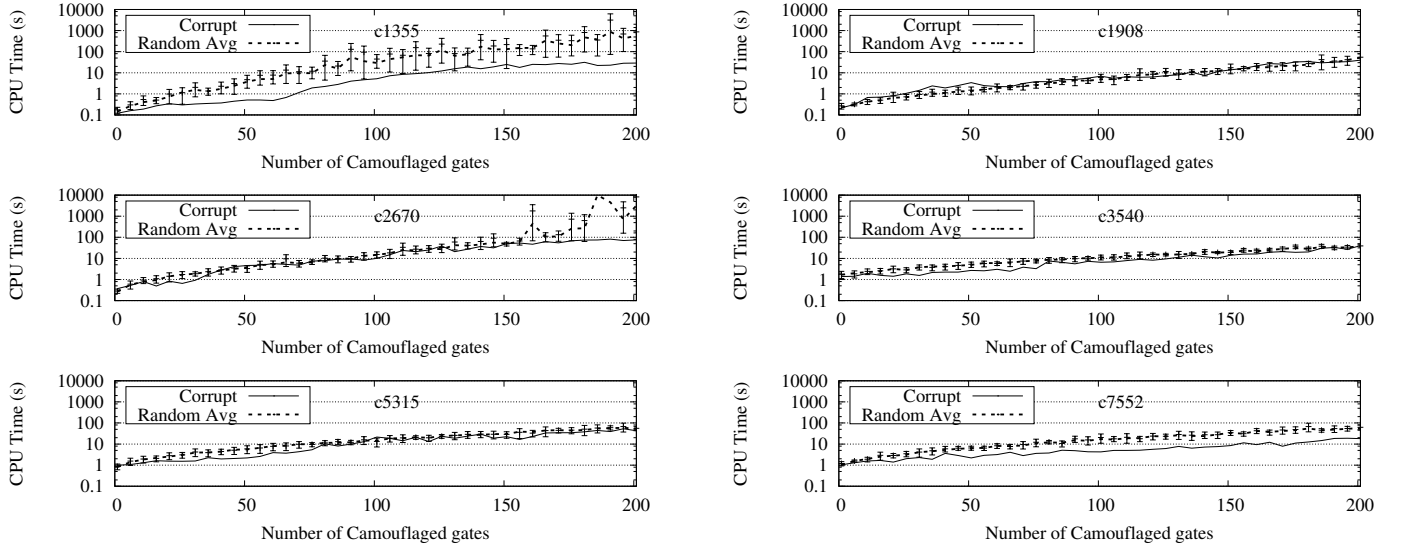 10000
1000
100
10
1
0.1
CPU Time (s)
Corrupt
Random Avg
c1355
0 50 100 150 200
Number of Camouflaged gates
10000
1000
100
10
1
0.1
CPU Time (s)
Corrupt
Random Avg
c1908
0 50 100 150 200
Number of Camouflaged gates
10000
1000
100
10
1
0.1
CPU Time (s)
Corrupt
Random Avg
c2670
0 50 100 150 200
Number of Camouflaged gates
10000
1000
100
10
1
0.1
CPU Time (s)
Corrupt
Random Avg
c3540
0 50 100 150 200
Number of Camouflaged gates
10000
1000
100
10
1
0.1
CPU Time (s)
Corrupt
Random Avg
c5315
0 50 100 150 200
Number of Camouflaged gates
10000
1000
100
10
1
0.1
CPU Time (s)
Corrupt
Random Avg
c7552
0 50 100 150 200
Number of Camouflaged gates